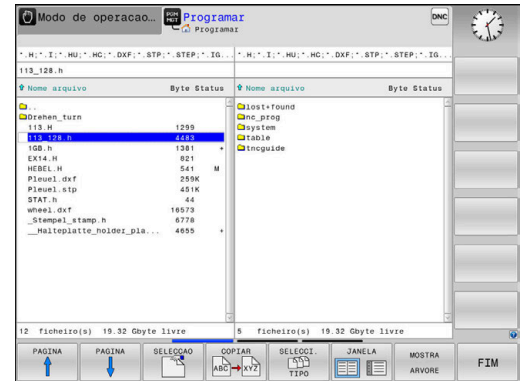 Modo de operacao...
PGM MGT
Programar
Programar
DNC
*.H;*.I;*.HU;*.HC;*.DXF;*.STP;*.STEP;*.IG...
*.H;*.I;*.HU;*.HC;*.DXF;*.STP;*.STEP;*.IG...
113_128.h
Nome arquivo Byte Status
Nome arquivo Byte Status
..
Drehen_turn
113.H 1299
113_128.h 4483
1GB.h 1381 +
EX14.H 821
HEBEL.H 541 M
Pleuel.dxf 259K
Pleuel.stp 451K
STAT.h 44
wheel.dxf 16573
_Stempel_stamp.h 6778
__Halteplatte_holder_pla... 4655 +
lost+found
nc_prog
system
table
tncguide
12 ficheiro(s) 19.32 Gbyte livre
5 ficheiro(s) 19.32 Gbyte livre
PAGINA
PAGINA
SELECCAO
COPIAR
ABC XYZ
SELECCI.
TIPO
JANELA
MOSTRA
ARVORE
FIM